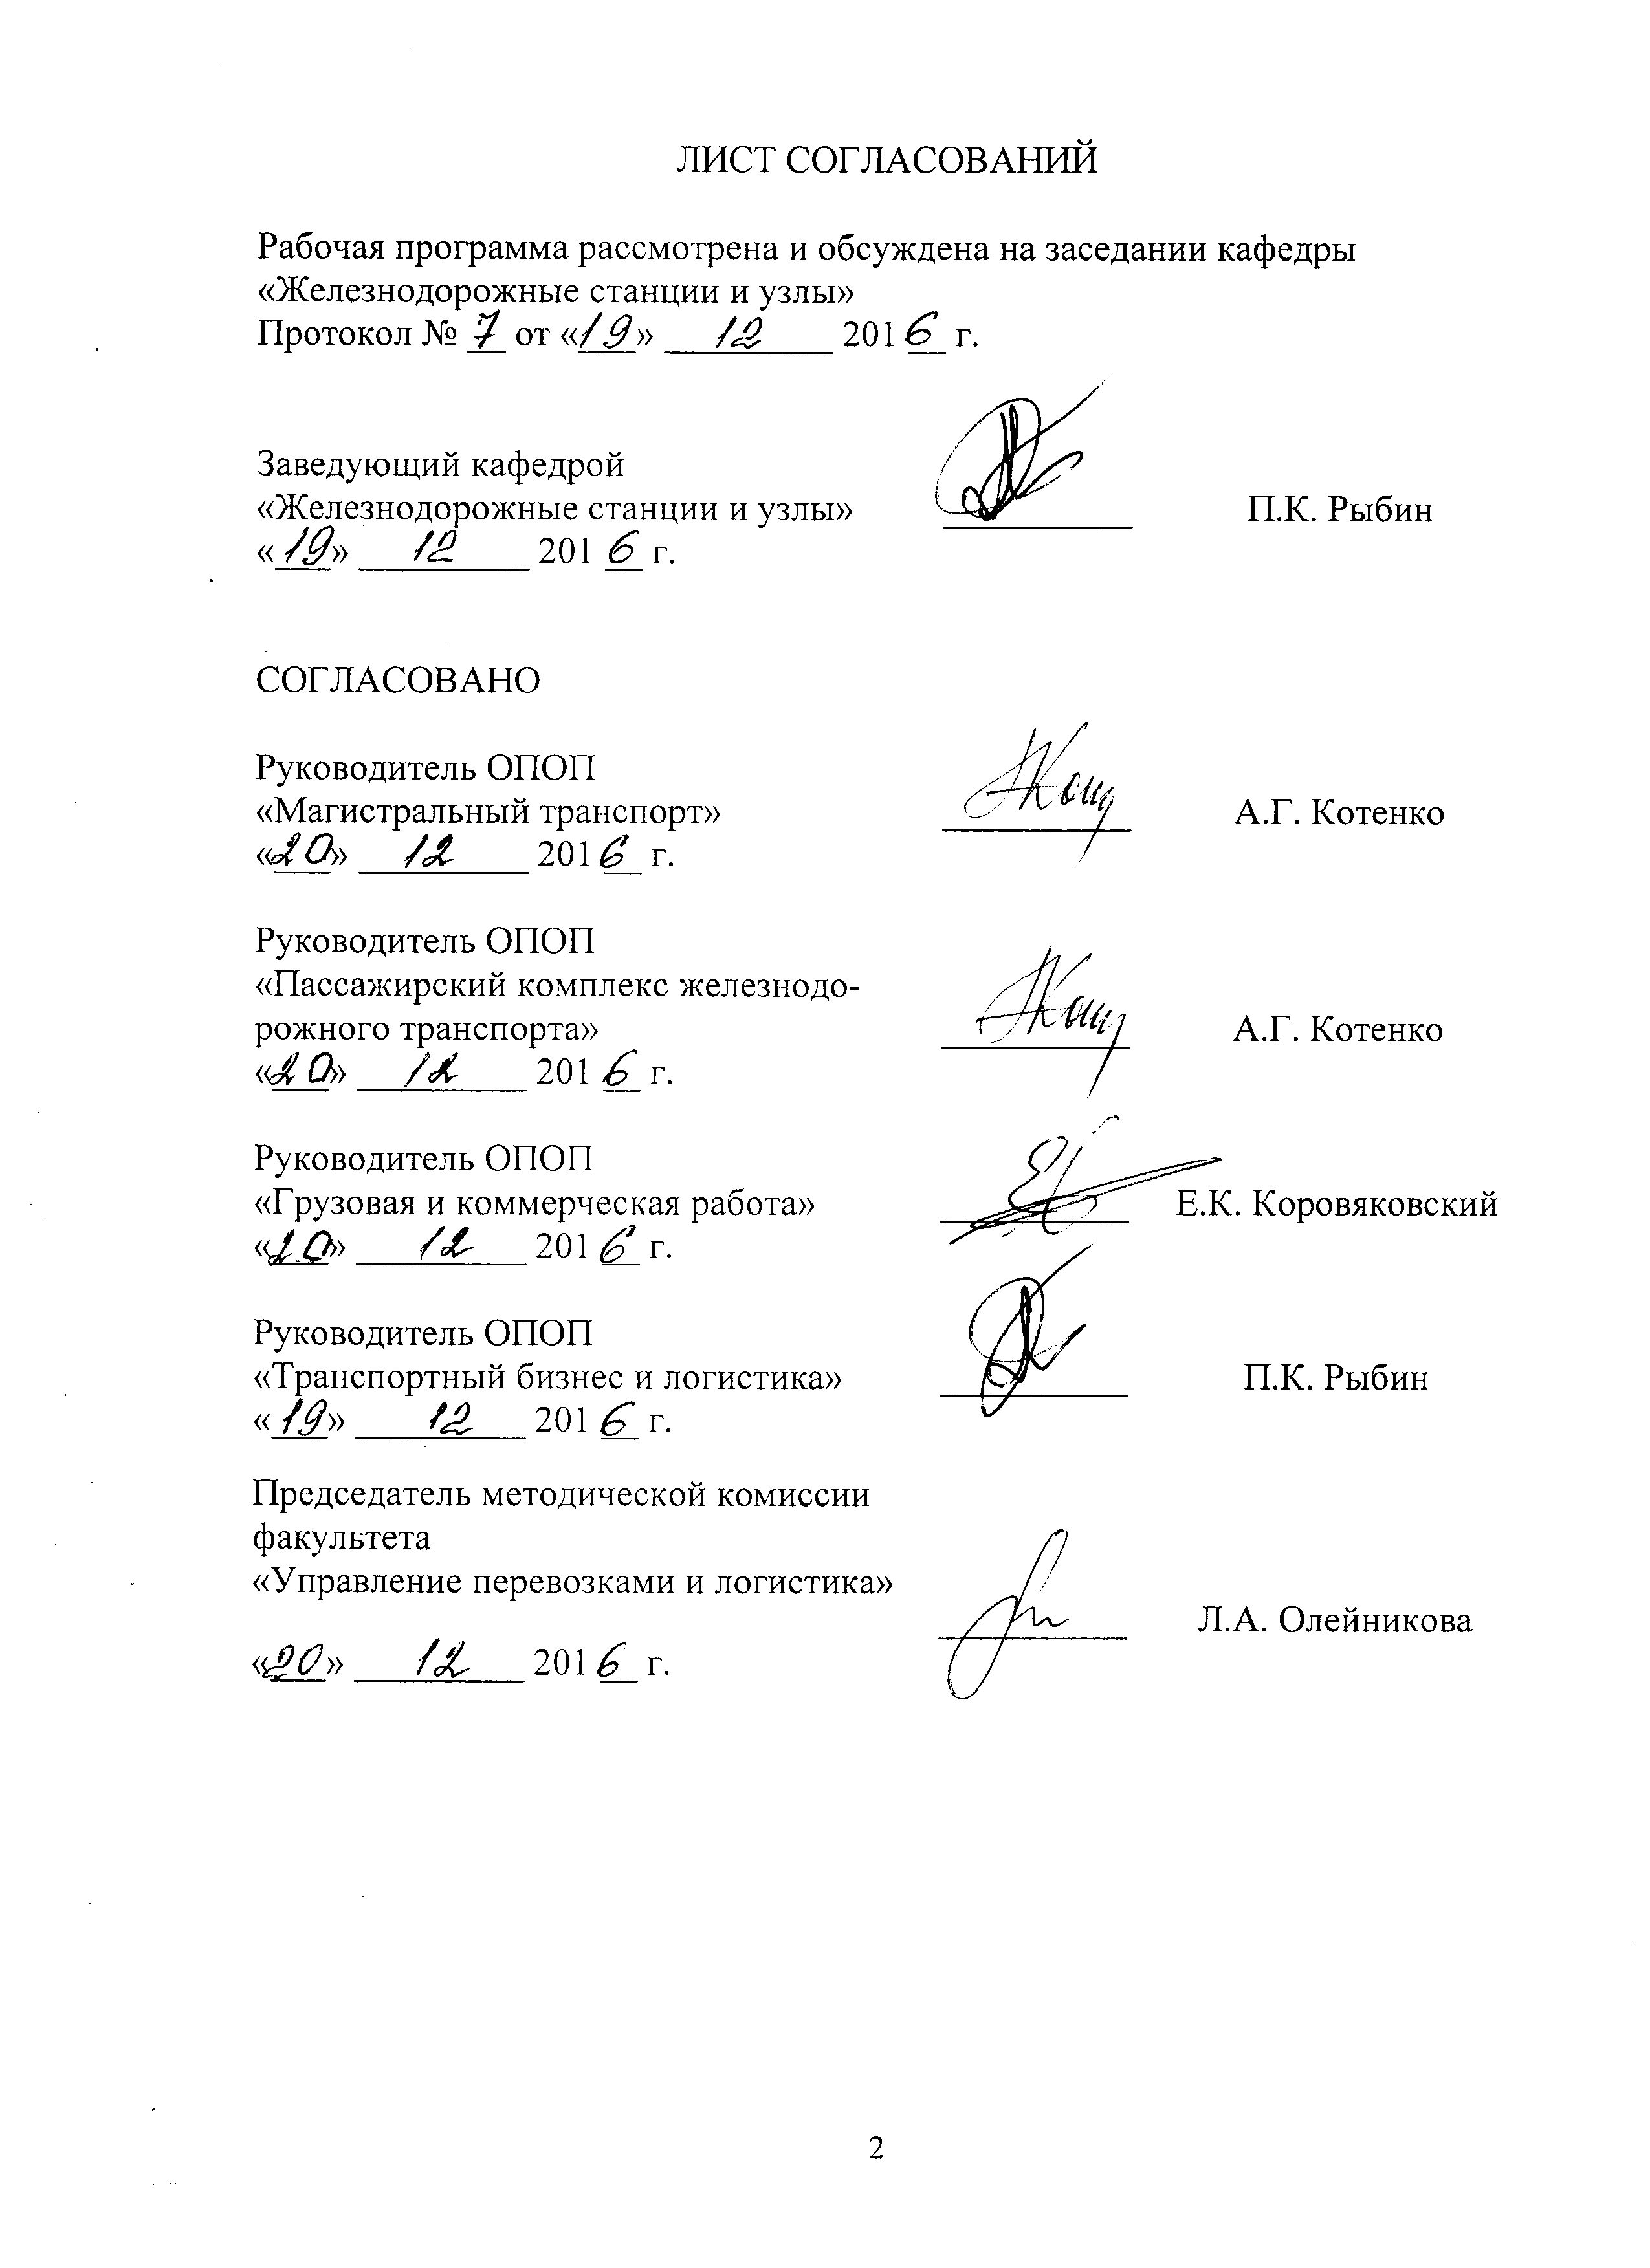 ЛИСТ СОГЛАСОВАНИЙ
Рабочая программа рассмотрена и обсуждена на заседании кафедры
«Железнодорожные станции и узлы»
Протокол № 7 от «19» 12 2016 г.
Заведующий кафедрой
«Железнодорожные станции и узлы» П.К. Рыбин
«19» 12 2016 г.
СОГЛАСОВАНО
Руководитель ОПОП
«Магистральный транспорт» А.Г. Котенко
«20» 12 2016 г.
Руководитель ОПОП
«Пассажирский комплекс железнодо-
рожного транспорта» А.Г. Котенко
«20» 12 2016 г.
Руководитель ОПОП
«Грузовая и коммерческая работа» Е.К. Коровяковский
«20» 12 2016 г.
Руководитель ОПОП
«Транспортный бизнес и логистика» П.К. Рыбин
«19» 12 2016 г.
Председатель методической комиссии
факультета
«Управление перевозками и логистика»
Л.А. Олейникова
«20» 12 2016 г.
2